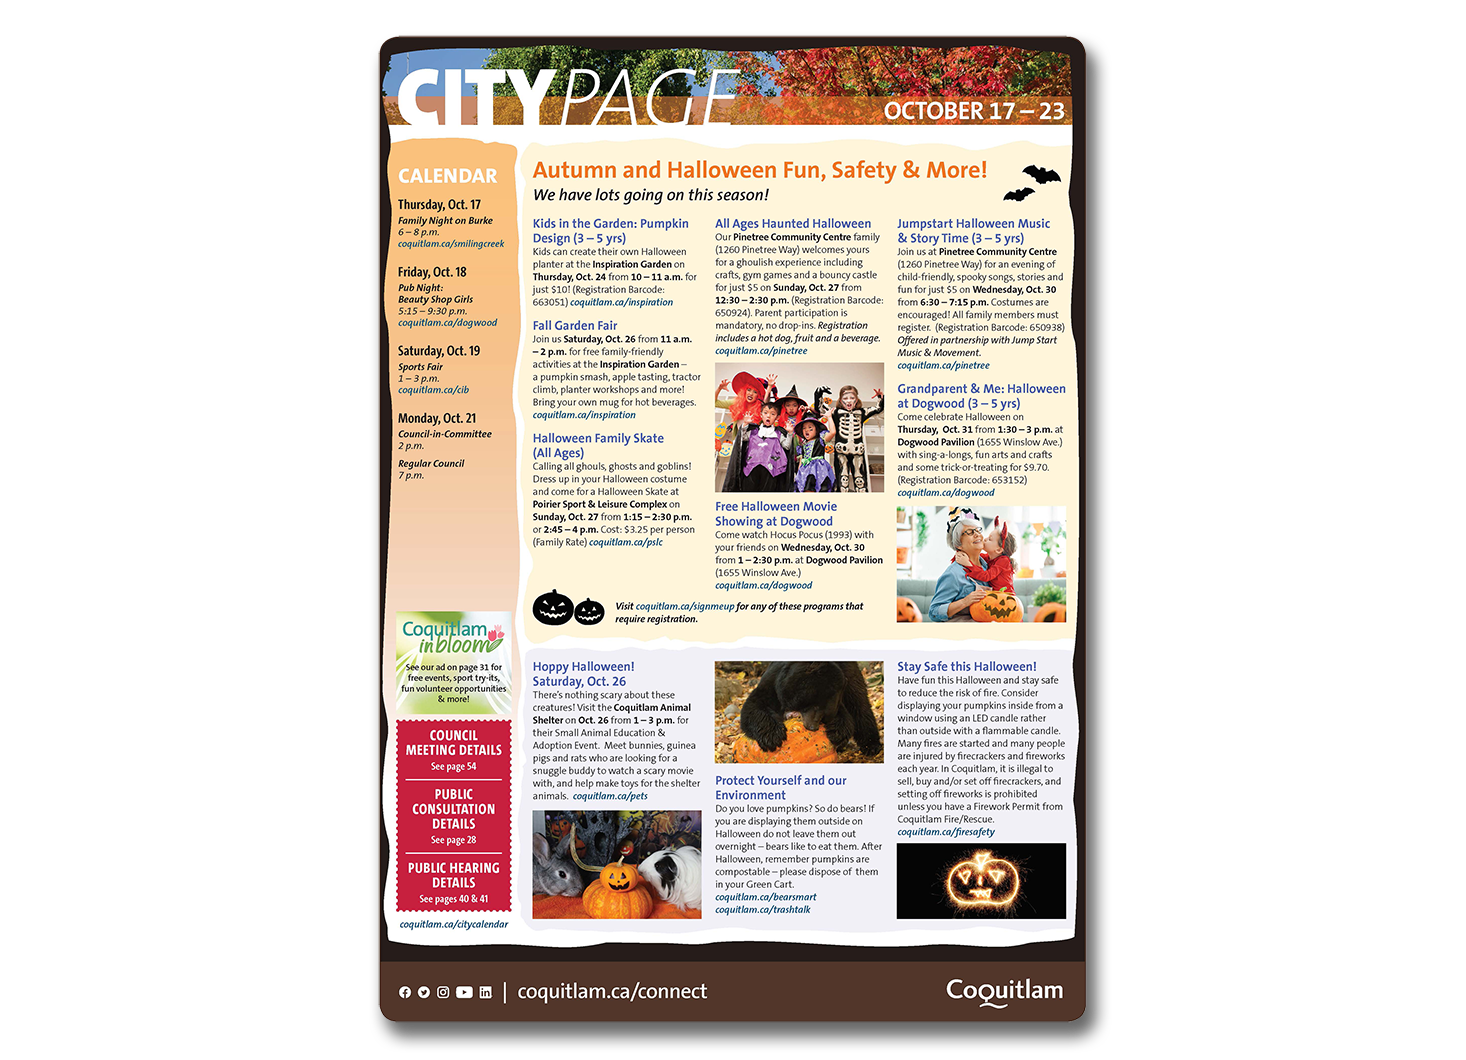 CITYPAGE
OCTOBER 17 – 23
CALENDAR
Thursday, Oct. 17
Family Night on Burke
6 – 8 p.m.
coquitlam.ca/smilingcreek
Friday, Oct. 18
Pub Night:
Beauty Shop Girls
5:15 – 9:30 p.m.
coquitlam.ca/dogwood
Saturday, Oct. 19
Sports Fair
1 – 3 p.m.
coquitlam.ca/cib
Monday, Oct. 21
Council-in-Committee
2 p.m.
Regular Council
7 p.m.
Coquitlam
in bloom
See our ad on page 31 for
free events, sport try-its,
fun volunteer opportunities
& more!
COUNCIL
MEETING DETAILS
See page 54
PUBLIC
CONSULTATION
DETAILS
See page 28
PUBLIC HEARING
DETAILS
See pages 40 & 41
coquitlam.ca/citycalendar
Autumn and Halloween Fun, Safety & More!
We have lots going on this season!
Kids in the Garden: Pumpkin
Design (3 – 5 yrs)
Kids can create their own Halloween
planter at the Inspiration Garden on
Thursday, Oct. 24 from 10 – 11 a.m. for
just $10! (Registration Barcode:
663051) coquitlam.ca/inspiration
Fall Garden Fair
Join us Saturday, Oct. 26 from 11 a.m.
– 2 p.m. for free family-friendly
activities at the Inspiration Garden –
a pumpkin smash, apple tasting, tractor
climb, planter workshops and more!
Bring your own mug for hot beverages.
coquitlam.ca/inspiration
Halloween Family Skate
(All Ages)
Calling all ghouls, ghosts and goblins!
Dress up in your Halloween costume
and come for a Halloween Skate at
Poirier Sport & Leisure Complex on
Sunday, Oct. 27 from 1:15 – 2:30 p.m.
or 2:45 – 4 p.m. Cost: $3.25 per person
(Family Rate) coquitlam.ca/pslc
All Ages Haunted Halloween
Our Pinetree Community Centre family
(1260 Pinetree Way) welcomes yours
for a ghoulish experience including
crafts, gym games and a bouncy castle
for just $5 on Sunday, Oct. 27 from
12:30 – 2:30 p.m. (Registration Barcode:
650924). Parent participation is
mandatory, no drop-ins. Registration
includes a hot dog, fruit and a beverage.
coquitlam.ca/pinetree
Free Halloween Movie
Showing at Dogwood
Come watch Hocus Pocus (1993) with
your friends on Wednesday, Oct. 30
from 1 – 2:30 p.m. at Dogwood Pavilion
(1655 Winslow Ave.)
coquitlam.ca/dogwood
Jumpstart Halloween Music
& Story Time (3 – 5 yrs)
Join us at Pinetree Community Centre
(1260 Pinetree Way) for an evening of
child-friendly, spooky songs, stories and
fun for just $5 on Wednesday, Oct. 30
from 6:30 – 7:15 p.m. Costumes are
encouraged! All family members must
register. (Registration Barcode: 650938)
Offered in partnership with Jump Start
Music & Movement.
coquitlam.ca/pinetree
Grandparent & Me: Halloween
at Dogwood (3 – 5 yrs)
Come celebrate Halloween on
Thursday, Oct. 31 from 1:30 – 3 p.m. at
Dogwood Pavilion (1655 Winslow Ave.)
with sing-a-longs, fun arts and crafts
and some trick-or-treating for $9.70.
(Registration Barcode: 653152)
coquitlam.ca/dogwood
Visit coquitlam.ca/signmeup for any of these programs that
require registration.
Hoppy Halloween!
Saturday, Oct. 26
There's nothing scary about these
creatures! Visit the Coquitlam Animal
Shelter on Oct. 26 from 1 – 3 p.m. for
their Small Animal Education &
Adoption Event. Meet bunnies, guinea
pigs and rats who are looking for a
snuggle buddy to watch a scary movie
with, and help make toys for the shelter
animals. coquitlam.ca/pets
Protect Yourself and our
Environment
Do you love pumpkins? So do bears! If
you are displaying them outside on
Halloween do not leave them out
overnight – bears like to eat them. After
Halloween, remember pumpkins are
compostable – please dispose of them
in your Green Cart.
coquitlam.ca/bearsmart
coquitlam.ca/trashtalk
Stay Safe this Halloween!
Have fun this Halloween and stay safe
to reduce the risk of fire. Consider
displaying your pumpkins inside from a
window using an LED candle rather
than outside with a flammable candle.
Many fires are started and many people
are injured by firecrackers and fireworks
each year. In Coquitlam, it is illegal to
sell, buy and/or set off firecrackers, and
setting off fireworks is prohibited
unless you have a Firework Permit from
Coquitlam Fire/Rescue.
coquitlam.ca/firesafety
coquitlam.ca/connect
Coquitlam